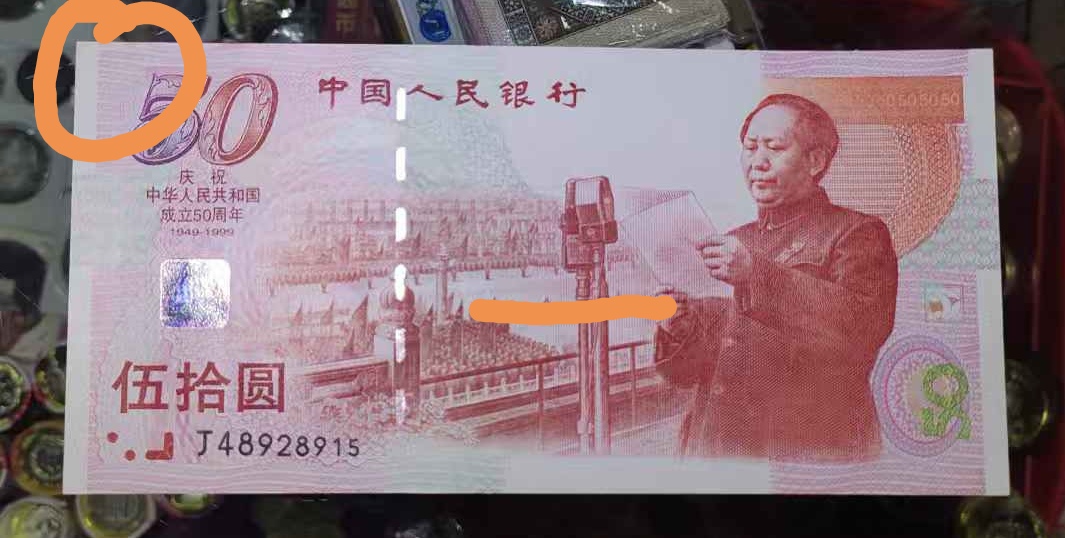 50
中国人民银行
庆祝
中华人民共和国
成立50周年
1949-1999
伍拾圆
J48928915
50